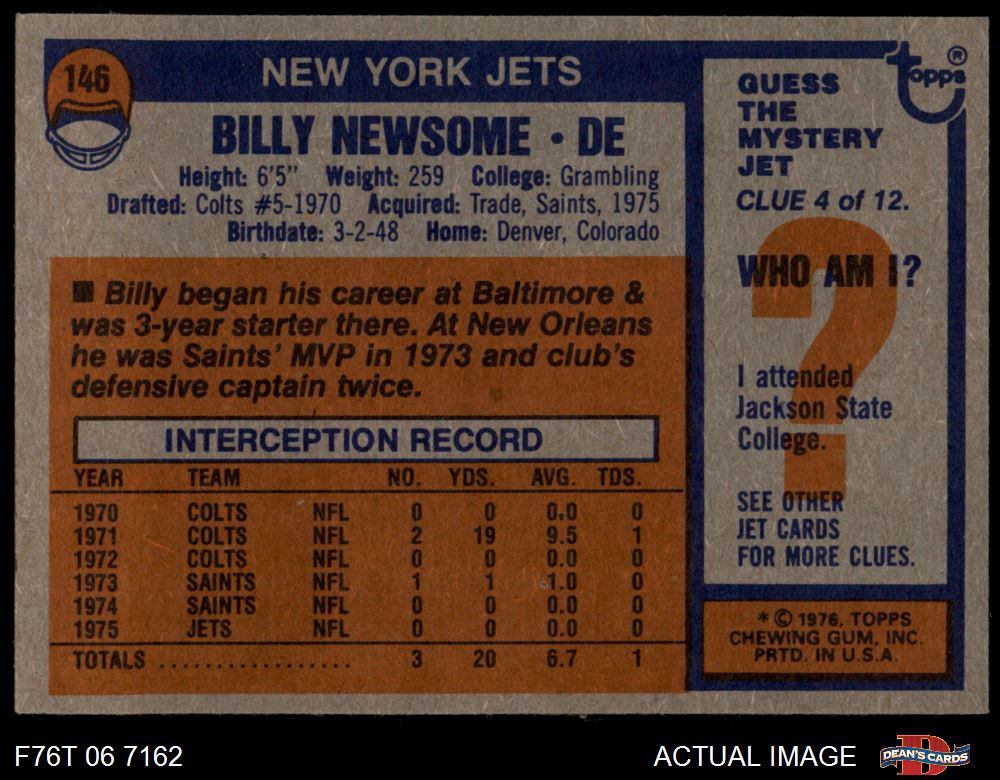 146
NEW YORK JETS
BILLY NEWSOME • DE
Height: 6'5" Weight: 259 College: Grambling
Drafted: Colts #5-1970 Acquired: Trade, Saints, 1975
Birthdate: 3-2-48 Home: Denver, Colorado
■ Billy began his career at Baltimore &
was 3-year starter there. At New Orleans
he was Saints' MVP in 1973 and club's
defensive captain twice.
INTERCEPTION RECORD
YEAR TEAM NO. YDS. AVG. TDS.
1970 COLTS NFL 0 0 0.0 0
1971 COLTS NFL 2 19 9.5 1
1972 COLTS NFL 0 0 0.0 0
1973 SAINTS NFL 1 1 1.0 0
1974 SAINTS NFL 0 0 0.0 0
1975 JETS NFL 0 0 0.0 0
TOTALS .................. 3 20 6.7 1
topps®
GUESS
THE
MYSTERY
JET
CLUE 4 of 12.
?
WHO AM I?
I attended
Jackson State
College.
SEE OTHER
JET CARDS
FOR MORE CLUES.
* © 1976, TOPPS
CHEWING GUM, INC.
PRTD. IN U.S.A.
F76T 06 7162
ACTUAL IMAGE
D
DEAN'S CARDS